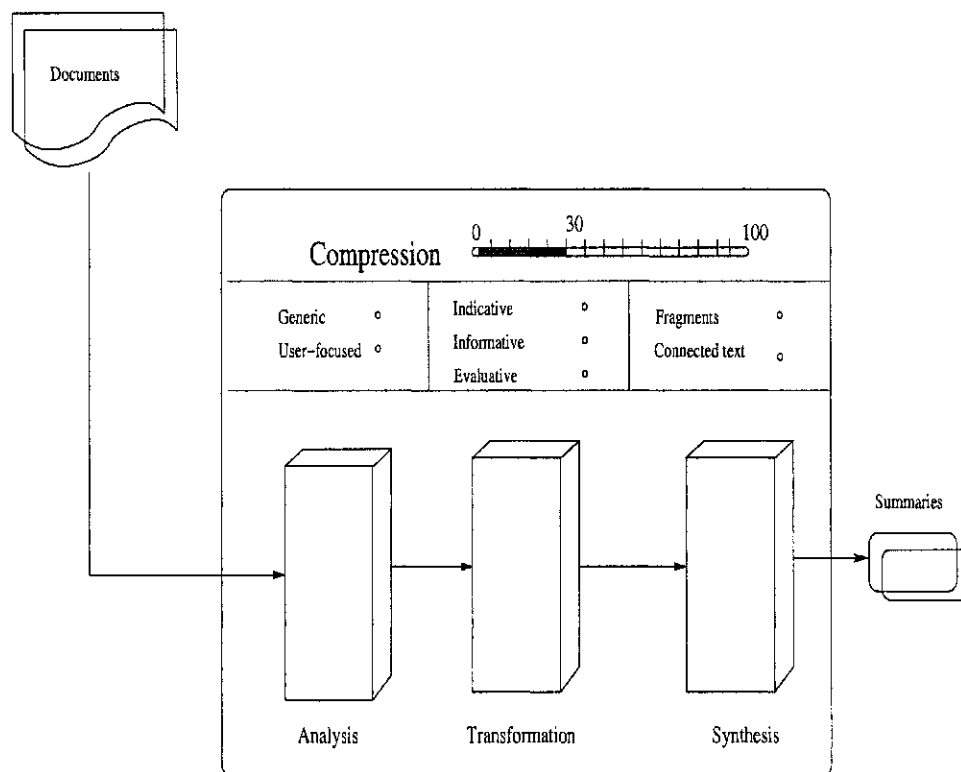 Documents
0 30 100
Compression
Generic
User-focused
Indicative
Informative
Evaluative
Fragments
Connected text
Summaries
Analysis Transformation Synthesis